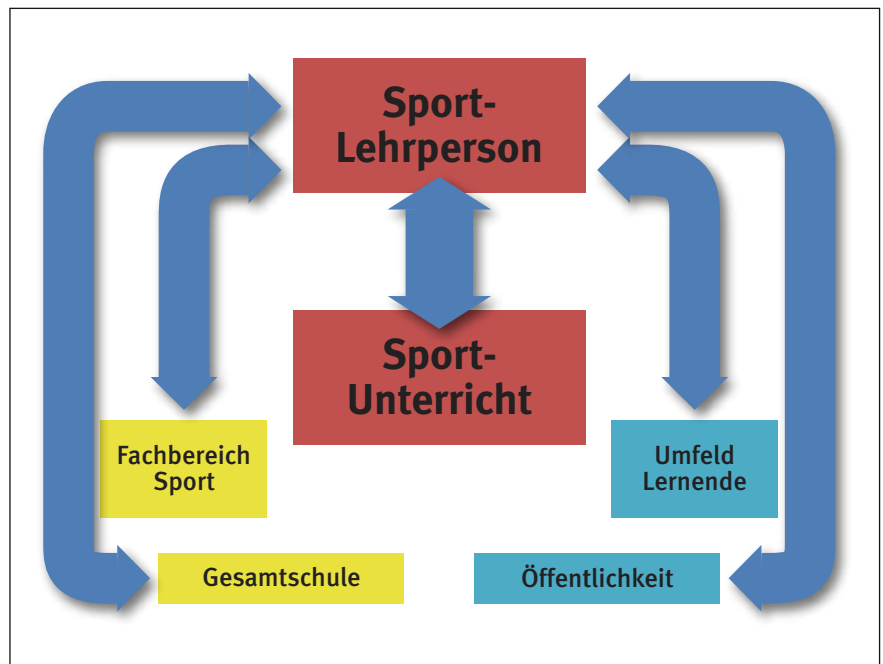 Sport-
Lehrperson
Sport-
Unterricht
Fachbereich
Sport
Umfeld
Lernende
Gesamtschule
Öffentlichkeit